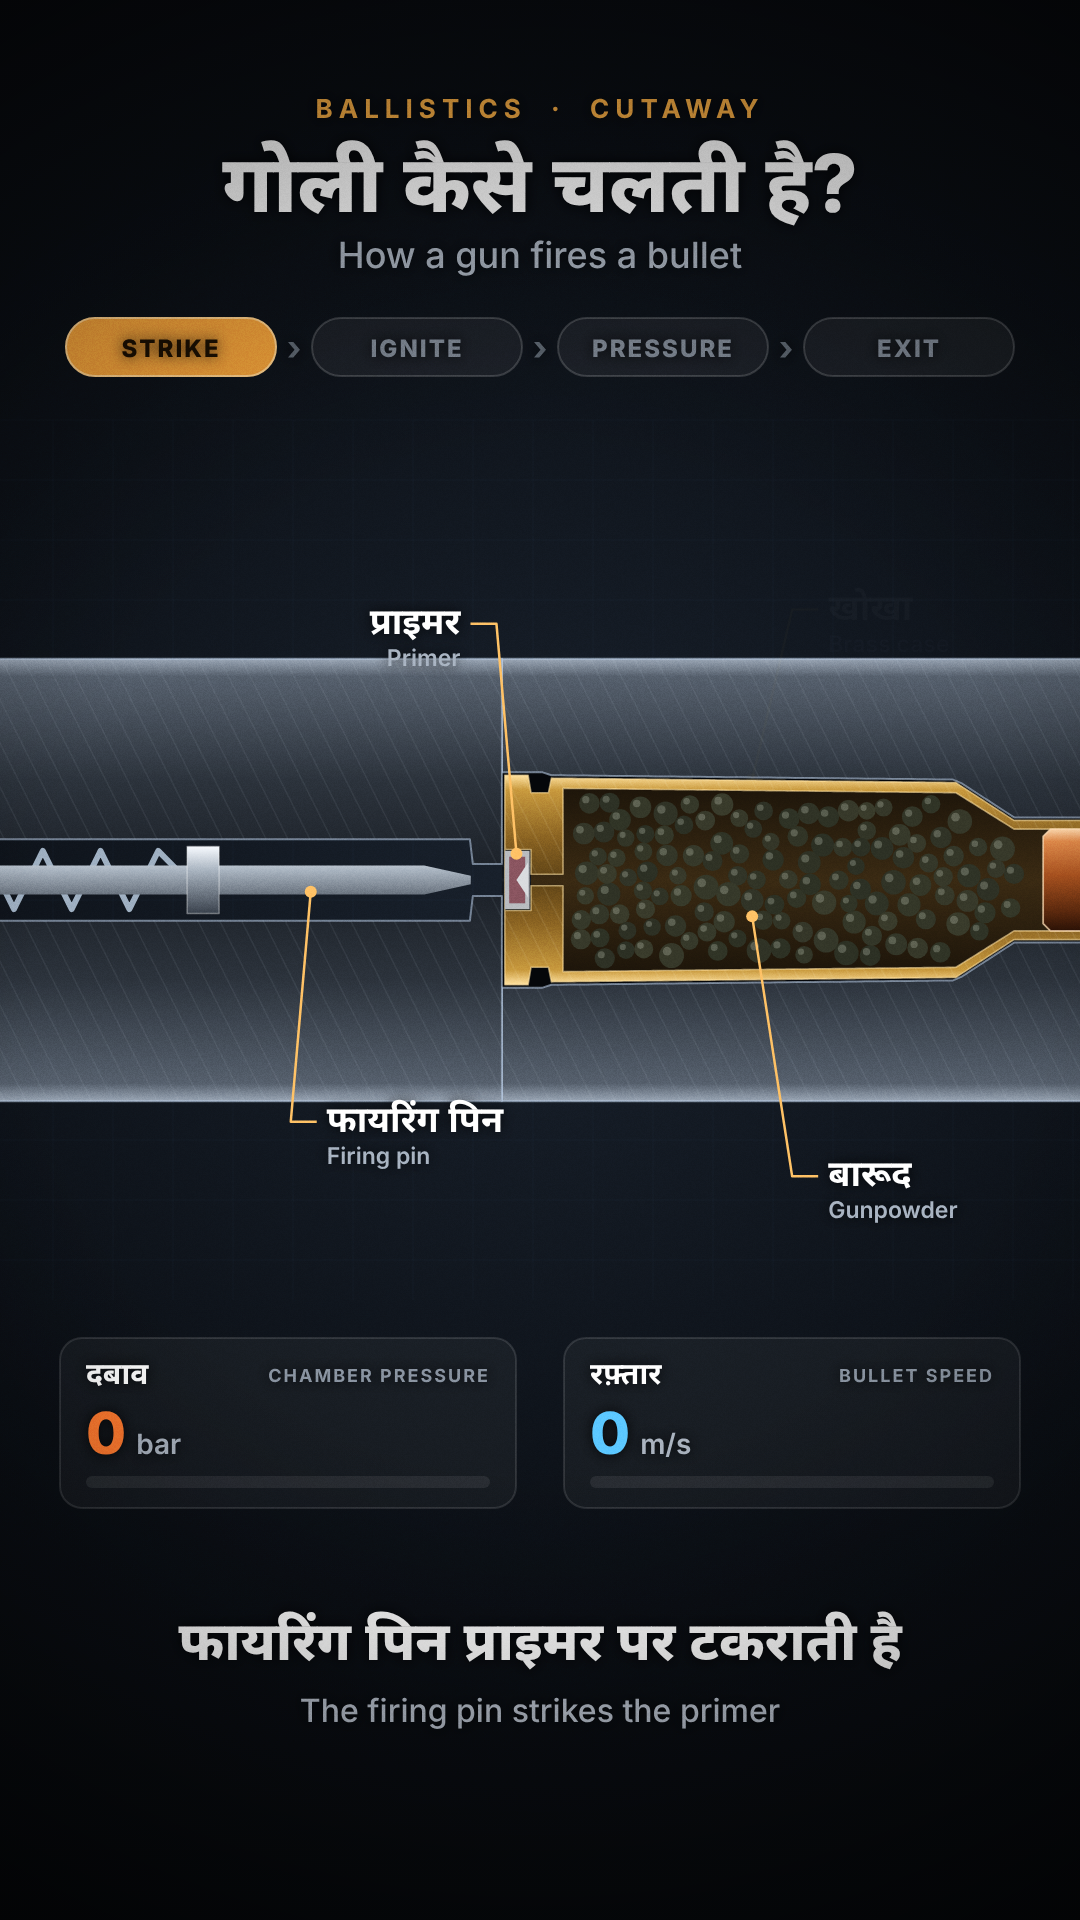 BALLISTICS · CUTAWAY
गोली कैसे चलती है?
How a gun fires a bullet
STRIKE › IGNITE › PRESSURE › EXIT
खोखा
प्राइमर
Primer
फायरिंग पिन
Firing pin
बारूद
Gunpowder
दबाव CHAMBER PRESSURE
0 bar
रफ़्तार BULLET SPEED
0 m/s
फायरिंग पिन प्राइमर पर टकराती है
The firing pin strikes the primer